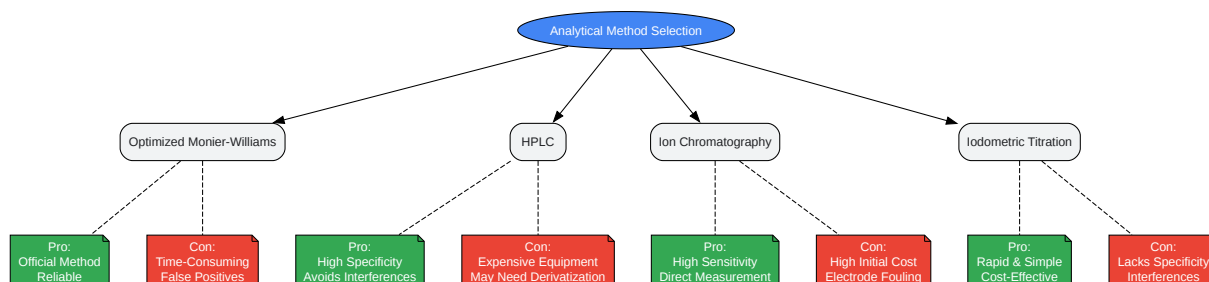 Analytical Method Selection
Optimized Monier-Williams
HPLC
Ion Chromatography
Iodometric Titration
Pro:
Official Method
Reliable
Con:
Time-Consuming
False Positives
Pro:
High Specificity
Avoids Interferences
Con:
Expensive Equipment
May Need Derivatization
Pro:
High Sensitivity
Direct Measurement
Con:
High Initial Cost
Electrode Fouling
Pro:
Rapid & Simple
Cost-Effective
Con:
Lacks Specificity
Interferences